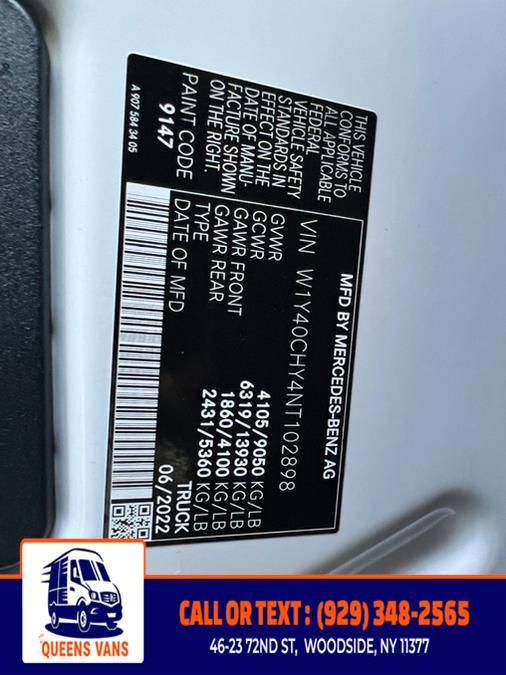 MFD BY MERCEDES-BENZ AG
VIN W1Y40CHY4NT102898
GVWR 4105/9050 KG/LB
GCWR 6319/13930 KG/LB
GAWR FRONT 1860/4100 KG/LB
GAWR REAR 2431/5360 KG/LB
TYPE TRUCK
DATE OF MFD 06/2022
THIS VEHICLE
CONFORMS TO
ALL APPLICABLE
FEDERAL
VEHICLE SAFETY
STANDARDS IN
EFFECT ON THE
DATE OF MANU-
FACTURE SHOWN
ON THE RIGHT.
PAINT CODE
9147
A 907 584 34 05
QUEENS VANS
CALL OR TEXT : (929) 348-2565
46-23 72ND ST, WOODSIDE, NY 11377